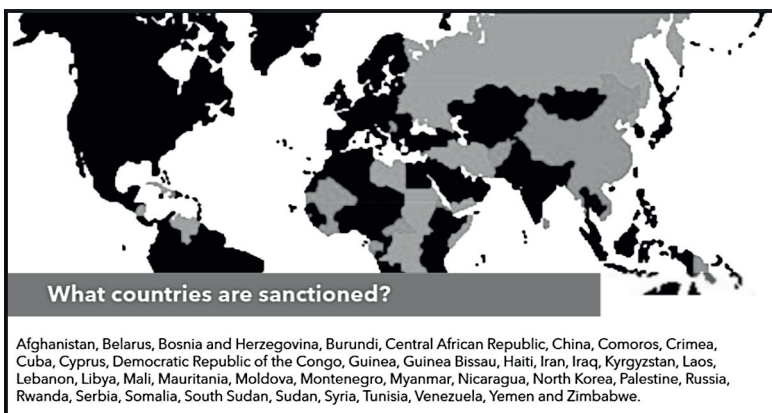 What countries are sanctioned?
Afghanistan, Belarus, Bosnia and Herzegovina, Burundi, Central African Republic, China, Comoros, Crimea,
Cuba, Cyprus, Democratic Republic of the Congo, Guinea, Guinea Bissau, Haiti, Iran, Iraq, Kyrgyzstan, Laos,
Lebanon, Libya, Mali, Mauritania, Moldova, Montenegro, Myanmar, Nicaragua, North Korea, Palestine, Russia,
Rwanda, Serbia, Somalia, South Sudan, Sudan, Syria, Tunisia, Venezuela, Yemen and Zimbabwe.